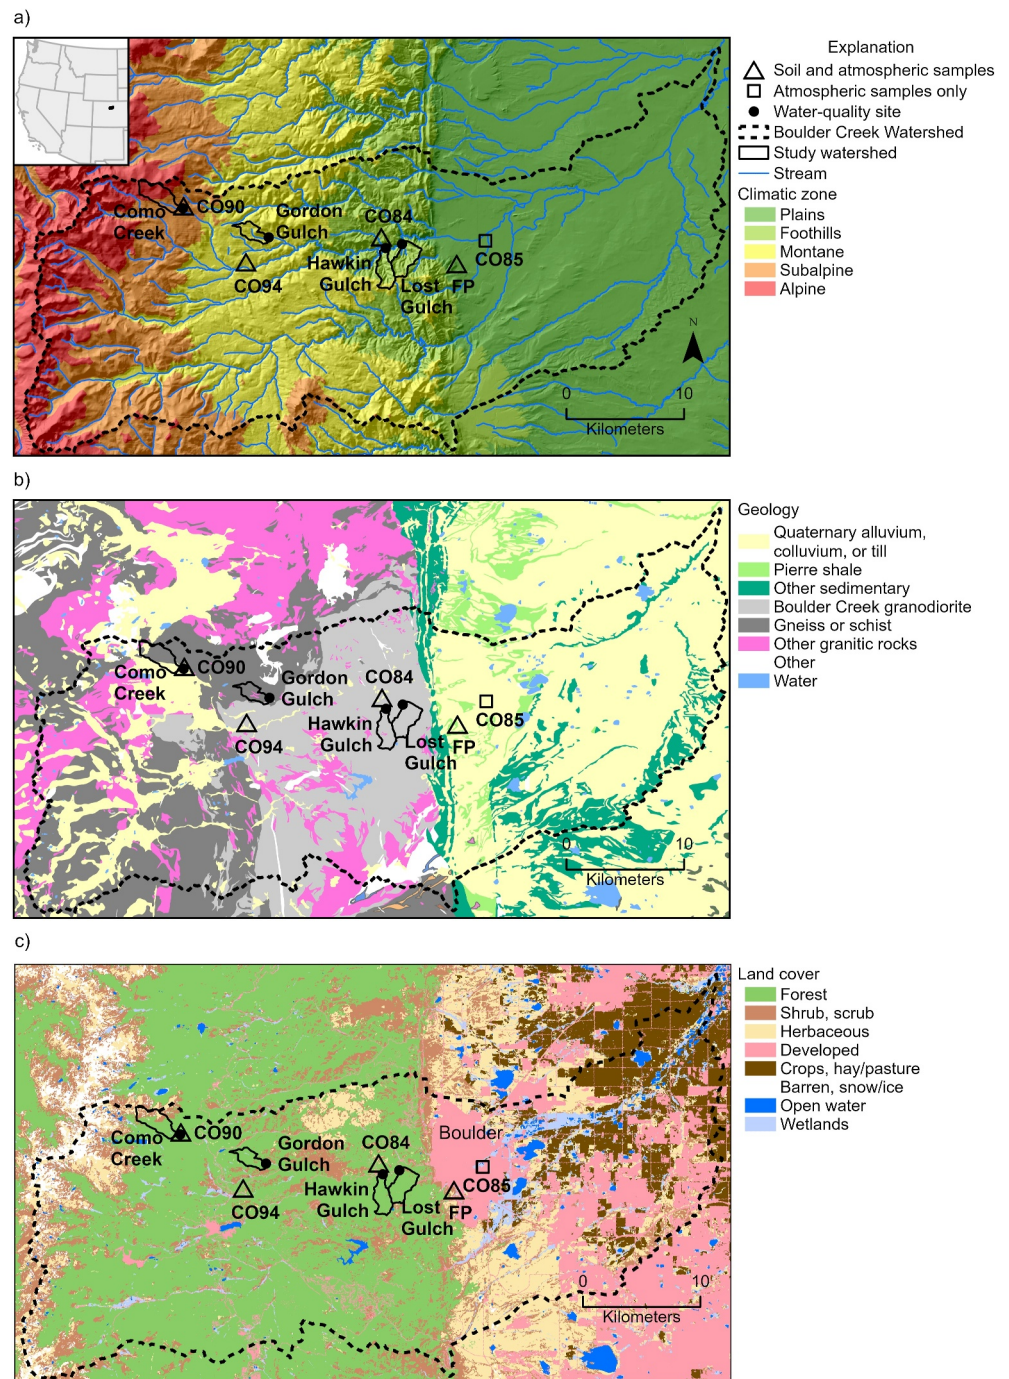 a)
Explanation
Soil and atmospheric samples
Atmospheric samples only
Water-quality site
Boulder Creek Watershed
Study watershed
Stream
Climatic zone
Plains
Foothills
Montane
Subalpine
Alpine
Como
Creek
CO90
Gordon
Gulch
CO84
CO94
Hawkin
Gulch
Lost
Gulch
FP
CO85
N
0 10
Kilometers
b)
Geology
Quaternary alluvium,
colluvium, or till
Pierre shale
Other sedimentary
Boulder Creek granodiorite
Gneiss or schist
Other granitic rocks
Other
Water
Como
Creek
CO90
Gordon
Gulch
CO84
CO94
Hawkin
Gulch
Lost
Gulch
FP
CO85
0 10
Kilometers
c)
Land cover
Forest
Shrub, scrub
Herbaceous
Developed
Crops, hay/pasture
Barren, snow/ice
Open water
Wetlands
Como
Creek
CO90
Gordon
Gulch
CO84
Boulder
CO94
Hawkin
Gulch
Lost
Gulch
FP
CO85
0 10
Kilometers